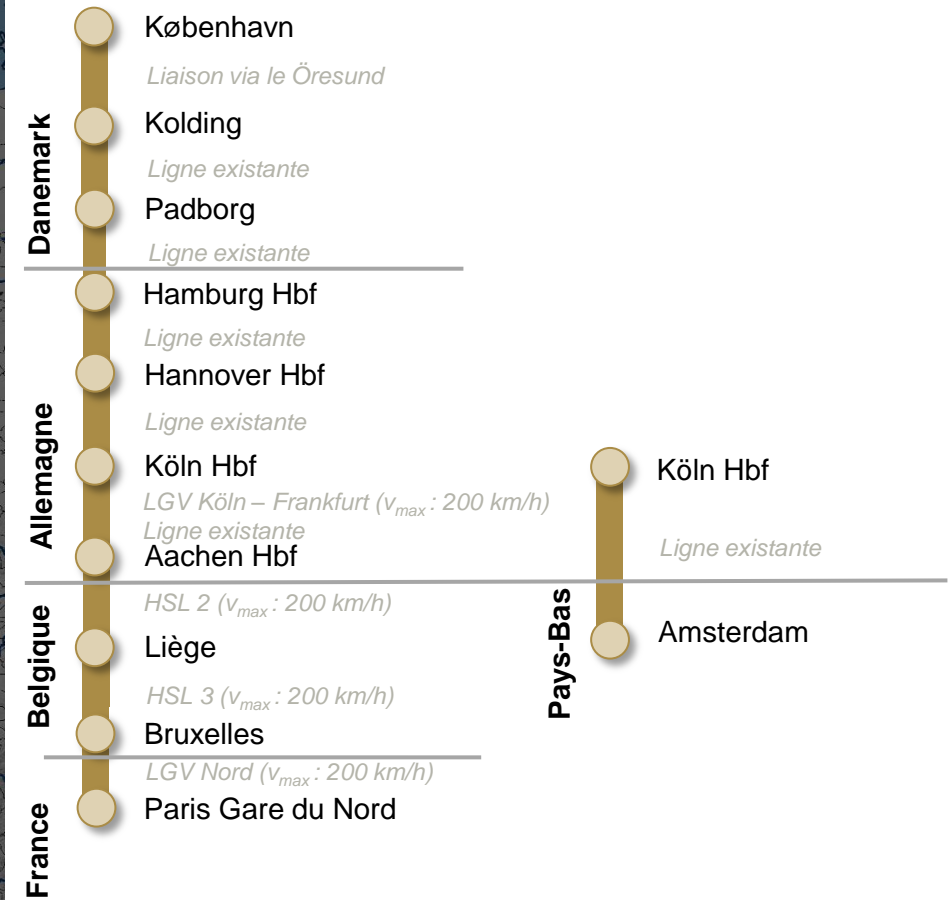 København
Liaison via le Öresund
Kolding
Ligne existante
Padborg
Ligne existante
Danemark
Hamburg Hbf
Ligne existante
Hannover Hbf
Ligne existante
Köln Hbf
LGV Köln – Frankfurt (vmax : 200 km/h)
Ligne existante
Aachen Hbf
Allemagne
HSL 2 (vmax : 200 km/h)
Liège
HSL 3 (vmax : 200 km/h)
Bruxelles
Belgique
LGV Nord (vmax : 200 km/h)
Paris Gare du Nord
France
Köln Hbf
Ligne existante
Amsterdam
Pays-Bas